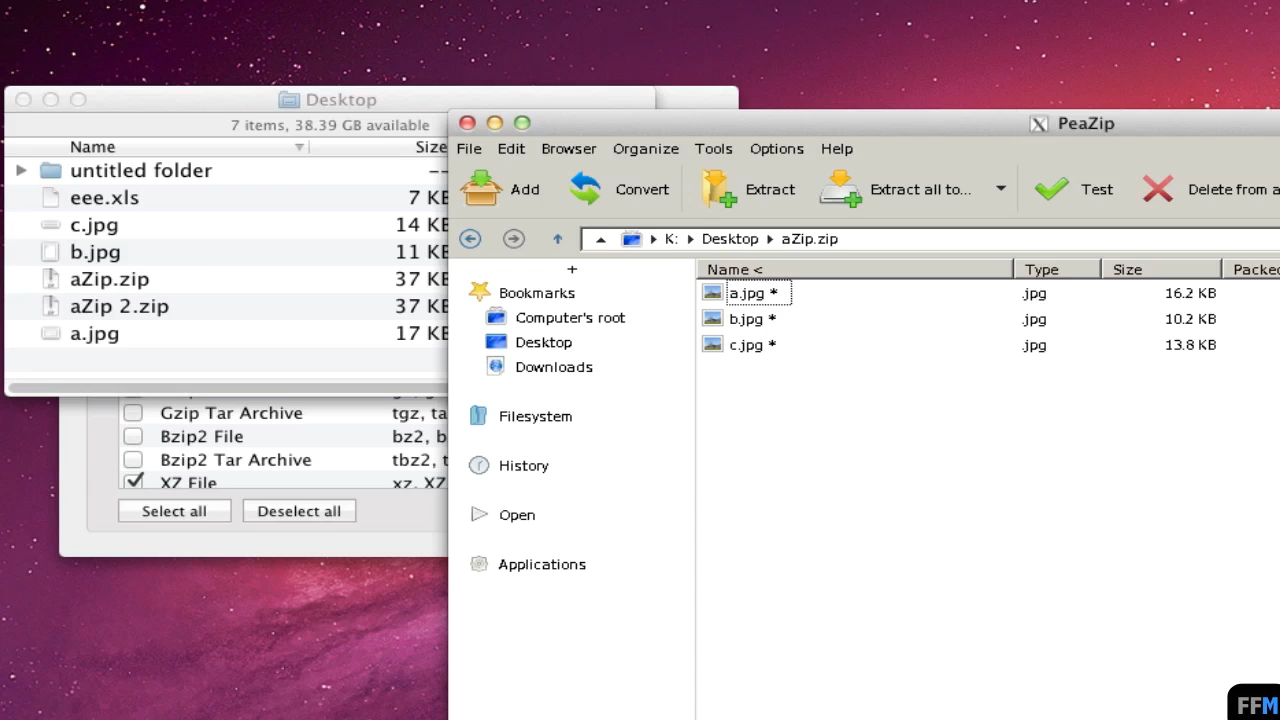 Desktop
7 items, 38.39 GB available
Name Size
untitled folder --
eee.xls 7 KB
c.jpg 14 KB
b.jpg 11 KB
aZip.zip 37 KB
aZip 2.zip 37 KB
a.jpg 17 KB
Gzip Tar Archive tgz, ta
Bzip2 File bz2, b
Bzip2 Tar Archive tbz2, t
XZ File xz, XZ
Select all Deselect all
PeaZip
File Edit Browser Organize Tools Options Help
Add Convert Extract Extract all to... Test Delete from a
K: Desktop aZip.zip
+
Bookmarks
Computer's root
Desktop
Downloads
Filesystem
History
Open
Applications
Name < Type Size Packed
a.jpg * .jpg 16.2 KB
b.jpg * .jpg 10.2 KB
c.jpg * .jpg 13.8 KB
FFM